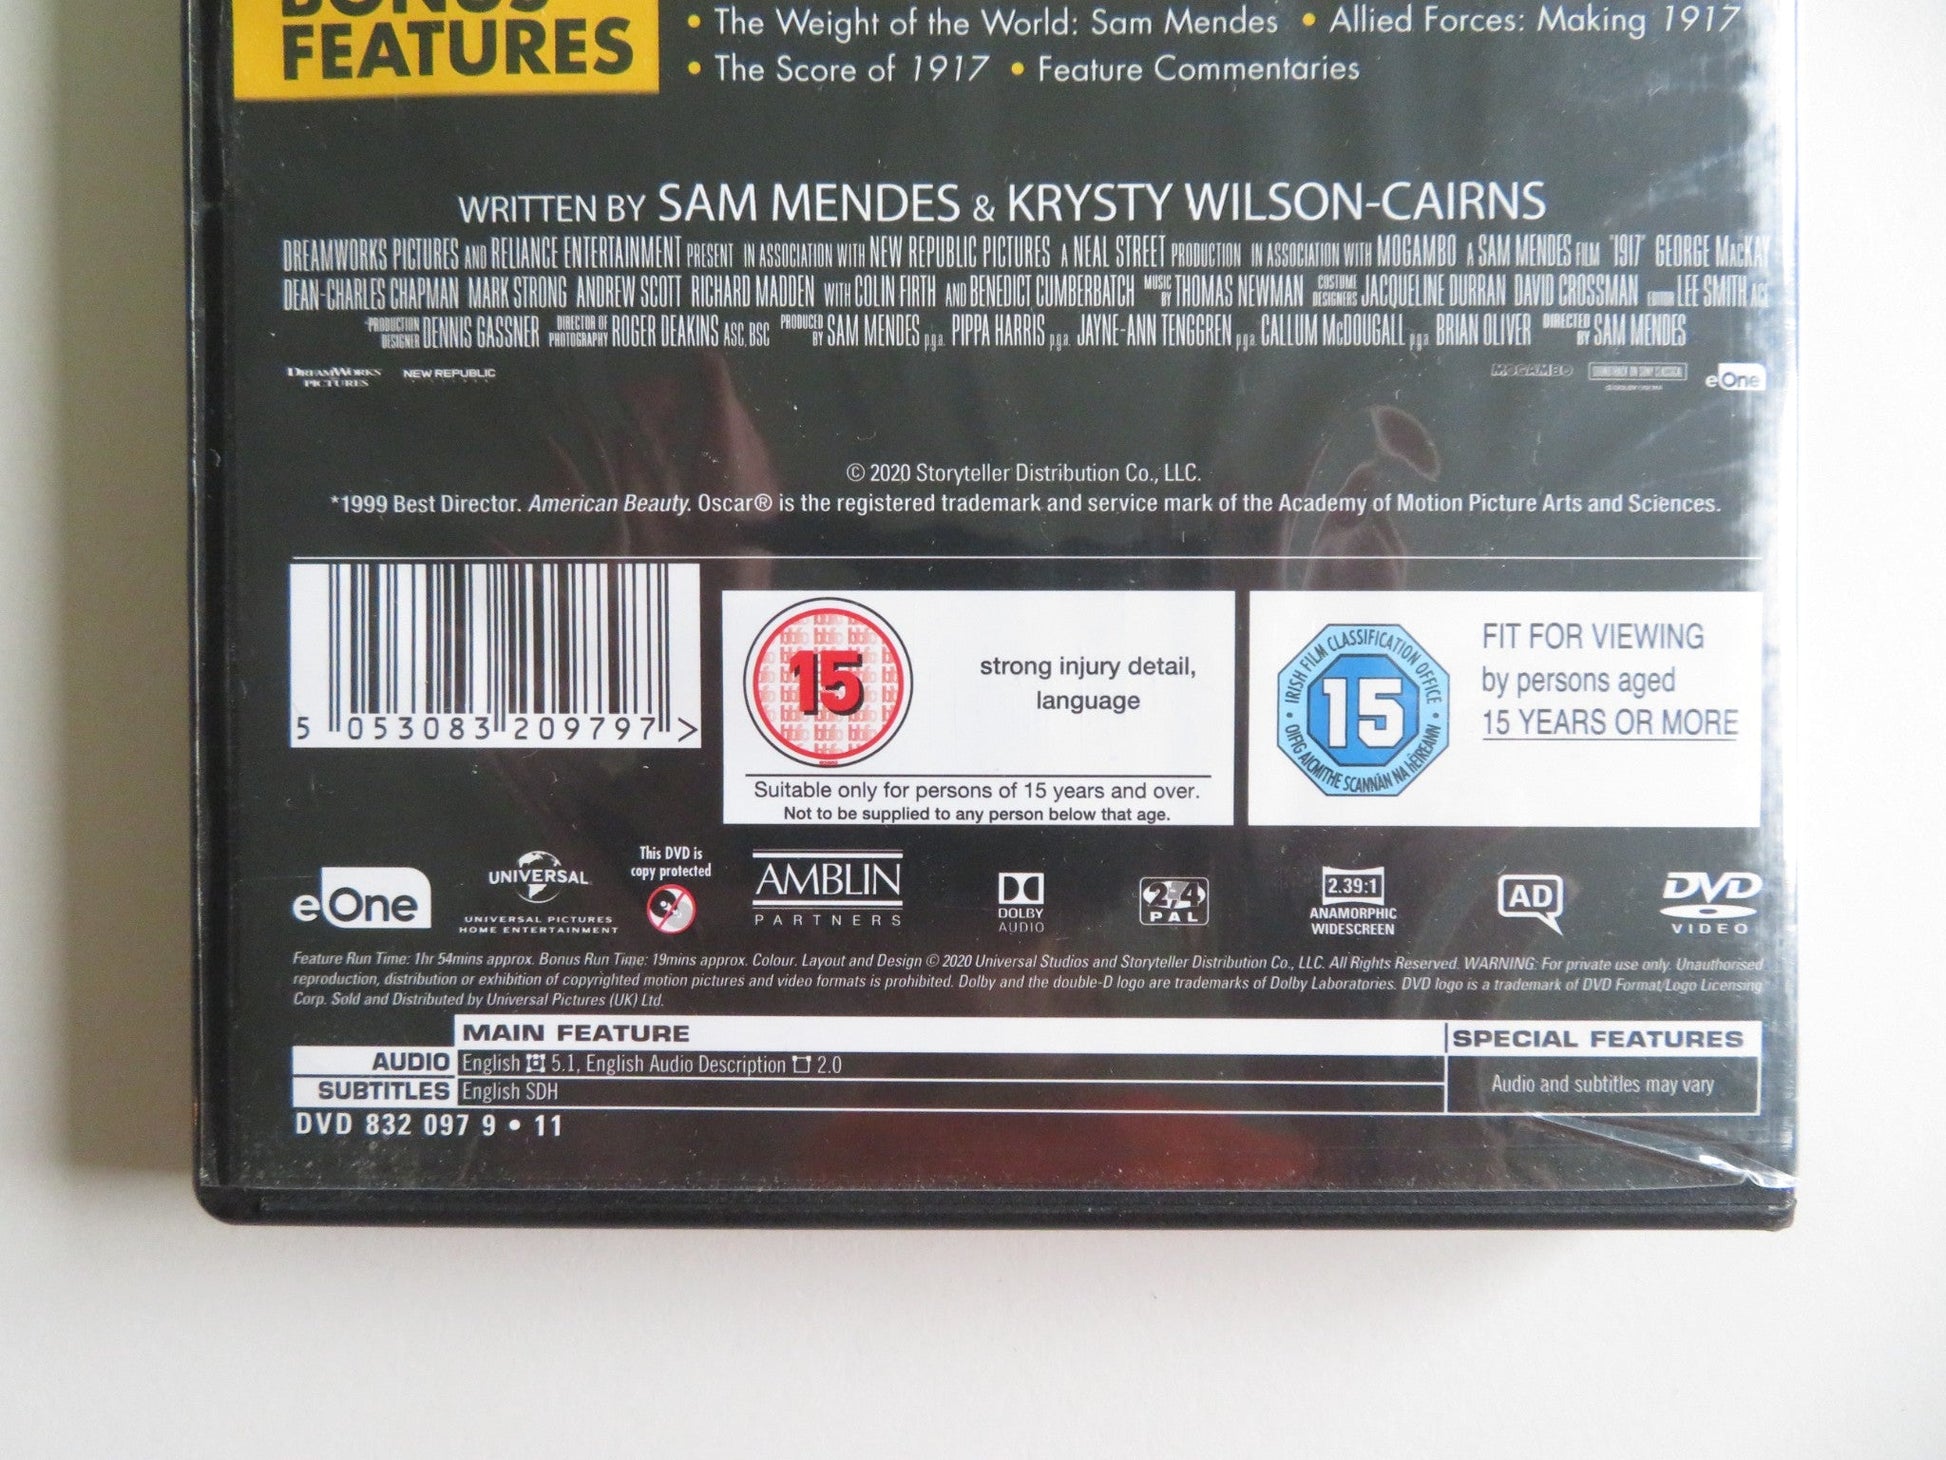 BONUS
FEATURES
• The Weight of the World: Sam Mendes • Allied Forces: Making 1917
• The Score of 1917 • Feature Commentaries
WRITTEN BY SAM MENDES & KRYSTY WILSON-CAIRNS
DREAMWORKS PICTURES AND RELIANCE ENTERTAINMENT PRESENT IN ASSOCIATION WITH NEW REPUBLIC PICTURES A NEAL STREET PRODUCTION IN ASSOCIATION WITH MOGAMBO A SAM MENDES FILM "1917" GEORGE MACKAY
DEAN-CHARLES CHAPMAN MARK STRONG ANDREW SCOTT RICHARD MADDEN WITH COLIN FIRTH AND BENEDICT CUMBERBATCH MUSIC BY THOMAS NEWMAN COSTUME DESIGNERS JACQUELINE DURRAN DAVID CROSSMAN EDITOR LEE SMITH ACE
PRODUCTION DESIGNER DENNIS GASSNER DIRECTOR OF PHOTOGRAPHY ROGER DEAKINS ASC, BSC PRODUCED BY SAM MENDES p.g.a. PIPPA HARRIS p.g.a. JAYNE-ANN TENGGREN p.g.a. CALLUM McDOUGALL p.g.a. BRIAN OLIVER DIRECTED BY SAM MENDES
DREAMWORKS PICTURES NEW REPUBLIC MOGAMBO SOUNDTRACK ON SONY CLASSICAL eOne
© 2020 Storyteller Distribution Co., LLC.
*1999 Best Director. American Beauty. Oscar® is the registered trademark and service mark of the Academy of Motion Picture Arts and Sciences.
5 053083 209797 >
15
strong injury detail,
language
Suitable only for persons of 15 years and over.
Not to be supplied to any person below that age.
IRISH FILM CLASSIFICATION OFFICE • OIFIG AICMITHE SCANNÁN NA HÉIREANN •
15
FIT FOR VIEWING
by persons aged
15 YEARS OR MORE
eOne
UNIVERSAL
UNIVERSAL PICTURES
HOME ENTERTAINMENT
This DVD is
copy protected
AMBLIN
PARTNERS
DOLBY
AUDIO
2 4
PAL
2.39:1
ANAMORPHIC
WIDESCREEN
AD
DVD
VIDEO
Feature Run Time: 1hr 54mins approx. Bonus Run Time: 19mins approx. Colour. Layout and Design © 2020 Universal Studios and Storyteller Distribution Co., LLC. All Rights Reserved. WARNING: For private use only. Unauthorised
reproduction, distribution or exhibition of copyrighted motion pictures and video formats is prohibited. Dolby and the double-D logo are trademarks of Dolby Laboratories. DVD logo is a trademark of DVD Format/Logo Licensing
Corp. Sold and Distributed by Universal Pictures (UK) Ltd.
MAIN FEATURE
SPECIAL FEATURES
AUDIO English 5.1, English Audio Description 2.0
SUBTITLES English SDH
Audio and subtitles may vary
DVD 832 097 9 • 11